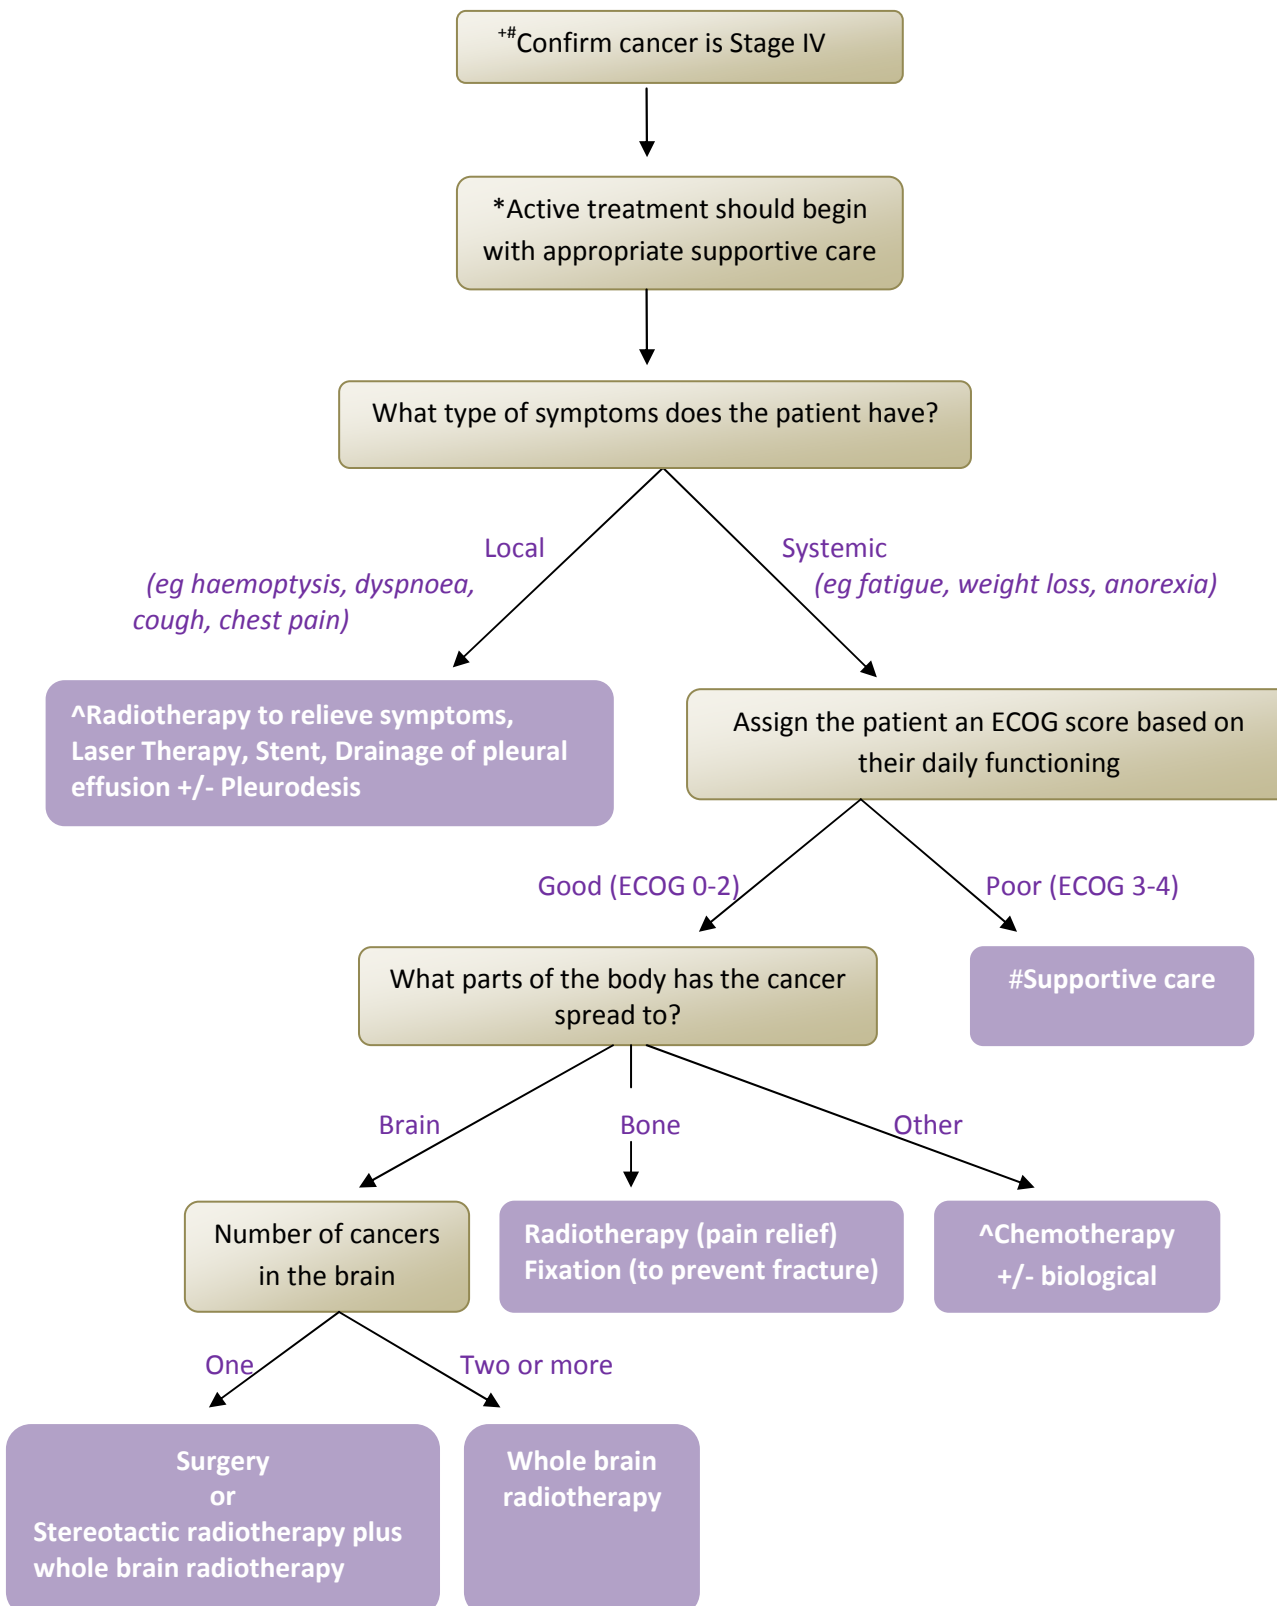 +#Confirm cancer is Stage IV
*Active treatment should begin
with appropriate supportive care
What type of symptoms does the patient have?
Local
(eg haemoptysis, dyspnoea,
cough, chest pain)
Systemic
(eg fatigue, weight loss, anorexia)
^Radiotherapy to relieve symptoms,
Laser Therapy, Stent, Drainage of pleural
effusion +/- Pleurodesis
Assign the patient an ECOG score based on
their daily functioning
Good (ECOG 0-2)
Poor (ECOG 3-4)
What parts of the body has the cancer
spread to?
#Supportive care
Brain
Bone
Other
Number of cancers
in the brain
Radiotherapy (pain relief)
Fixation (to prevent fracture)
^Chemotherapy
+/- biological
One
Two or more
Surgery
or
Stereotactic radiotherapy plus
whole brain radiotherapy
Whole brain
radiotherapy